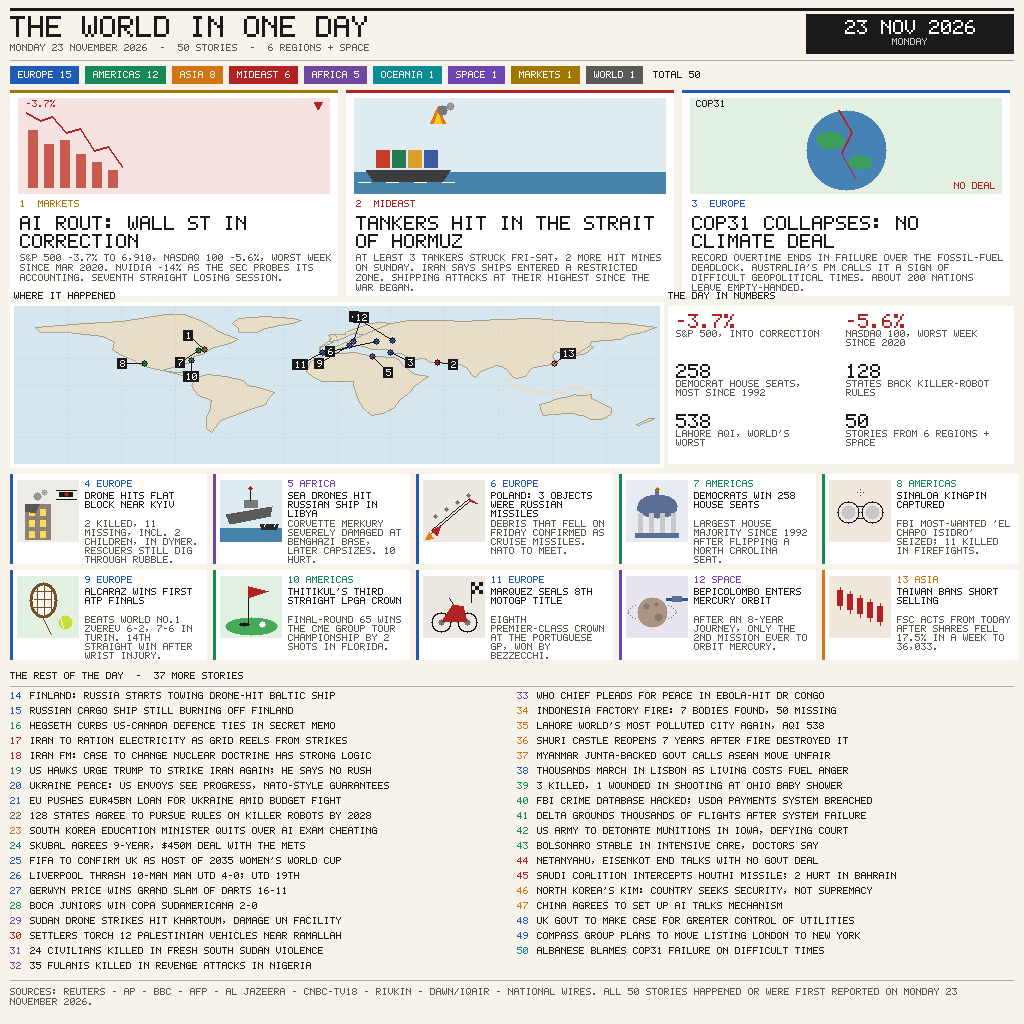 THE WORLD IN ONE DAY
MONDAY 23 NOVEMBER 2026 - 50 STORIES - 6 REGIONS + SPACE
23 NOV 2026
MONDAY
EUROPE 15
AMERICAS 12
ASIA 8
MIDEAST 6
AFRICA 5
OCEANIA 1
SPACE 1
MARKETS 1
WORLD 1
TOTAL 50
-3.7%
1 MARKETS
AI ROUT: WALL ST IN
CORRECTION
S&P 500 -3.7% TO 6,910, NASDAQ 100 -5.6%, WORST WEEK
SINCE MAR 2020. NVIDIA -14% AS THE SEC PROBES ITS
ACCOUNTING. SEVENTH STRAIGHT LOSING SESSION.
2 MIDEAST
TANKERS HIT IN THE STRAIT
OF HORMUZ
AT LEAST 3 TANKERS STRUCK FRI-SAT, 2 MORE HIT MINES
ON SUNDAY. IRAN SAYS SHIPS ENTERED A RESTRICTED
ZONE. SHIPPING ATTACKS AT THEIR HIGHEST SINCE THE
WAR BEGAN.
COP31
NO DEAL
3 EUROPE
COP31 COLLAPSES: NO
CLIMATE DEAL
RECORD OVERTIME ENDS IN FAILURE OVER THE FOSSIL-FUEL
DEADLOCK. AUSTRALIA'S PM CALLS IT A SIGN OF
DIFFICULT GEOPOLITICAL TIMES. ABOUT 200 NATIONS
LEAVE EMPTY-HANDED.
WHERE IT HAPPENED
1
8
7
10
12
11
9
6
5
3
2
13
THE DAY IN NUMBERS
-3.7%
S&P 500, INTO CORRECTION
-5.6%
NASDAQ 100, WORST WEEK
SINCE 2020
258
DEMOCRAT HOUSE SEATS,
MOST SINCE 1992
128
STATES BACK KILLER-ROBOT
RULES
538
LAHORE AQI, WORLD'S
WORST
50
STORIES FROM 6 REGIONS +
SPACE
4 EUROPE
DRONE HITS FLAT
BLOCK NEAR KYIV
2 KILLED, 11
MISSING, INCL. 2
CHILDREN, IN DYMER.
RESCUERS STILL DIG
THROUGH RUBBLE.
5 AFRICA
SEA DRONES HIT
RUSSIAN SHIP IN
LIBYA
CORVETTE MERKURY
SEVERELY DAMAGED AT
BENGHAZI BASE,
LATER CAPSIZES. 10
HURT.
6 EUROPE
POLAND: 3 OBJECTS
WERE RUSSIAN
MISSILES
DEBRIS THAT FELL ON
FRIDAY CONFIRMED AS
CRUISE MISSILES.
NATO TO MEET.
7 AMERICAS
DEMOCRATS WIN 258
HOUSE SEATS
LARGEST HOUSE
MAJORITY SINCE 1992
AFTER FLIPPING A
NORTH CAROLINA
SEAT.
8 AMERICAS
SINALOA KINGPIN
CAPTURED
FBI MOST-WANTED 'EL
CHAPO ISIDRO'
SEIZED; 11 KILLED
IN FIREFIGHTS.
9 EUROPE
ALCARAZ WINS FIRST
ATP FINALS
BEATS WORLD NO.1
ZVEREV 6-2, 7-6 IN
TURIN. 14TH
STRAIGHT WIN AFTER
WRIST INJURY.
10 AMERICAS
THITIKUL'S THIRD
STRAIGHT LPGA CROWN
FINAL-ROUND 65 WINS
THE CME GROUP TOUR
CHAMPIONSHIP BY 2
SHOTS IN FLORIDA.
11 EUROPE
MARQUEZ SEALS 8TH
MOTOGP TITLE
EIGHTH
PREMIER-CLASS CROWN
AT THE PORTUGUESE
GP, WON BY
BEZZECCHI.
12 SPACE
BEPICOLOMBO ENTERS
MERCURY ORBIT
AFTER AN 8-YEAR
JOURNEY, ONLY THE
2ND MISSION EVER TO
ORBIT MERCURY.
13 ASIA
TAIWAN BANS SHORT
SELLING
FSC ACTS FROM TODAY
AFTER SHARES FELL
17.5% IN A WEEK TO
36,033.
THE REST OF THE DAY - 37 MORE STORIES
14 FINLAND: RUSSIA STARTS TOWING DRONE-HIT BALTIC SHIP
15 RUSSIAN CARGO SHIP STILL BURNING OFF FINLAND
16 HEGSETH CURBS US-CANADA DEFENCE TIES IN SECRET MEMO
17 IRAN TO RATION ELECTRICITY AS GRID REELS FROM STRIKES
18 IRAN FM: CASE TO CHANGE NUCLEAR DOCTRINE HAS STRONG LOGIC
19 US HAWKS URGE TRUMP TO STRIKE IRAN AGAIN; HE SAYS NO RUSH
20 UKRAINE PEACE: US ENVOYS SEE PROGRESS, NATO-STYLE GUARANTEES
21 EU PUSHES EUR45BN LOAN FOR UKRAINE AMID BUDGET FIGHT
22 128 STATES AGREE TO PURSUE RULES ON KILLER ROBOTS BY 2028
23 SOUTH KOREA EDUCATION MINISTER QUITS OVER AI EXAM CHEATING
24 SKUBAL AGREES 9-YEAR, $450M DEAL WITH THE METS
25 FIFA TO CONFIRM UK AS HOST OF 2035 WOMEN'S WORLD CUP
26 LIVERPOOL THRASH 10-MAN MAN UTD 4-0; UTD 19TH
27 GERWYN PRICE WINS GRAND SLAM OF DARTS 16-11
28 BOCA JUNIORS WIN COPA SUDAMERICANA 2-0
29 SUDAN DRONE STRIKES HIT KHARTOUM, DAMAGE UN FACILITY
30 SETTLERS TORCH 12 PALESTINIAN VEHICLES NEAR RAMALLAH
31 24 CIVILIANS KILLED IN FRESH SOUTH SUDAN VIOLENCE
32 35 FULANIS KILLED IN REVENGE ATTACKS IN NIGERIA
33 WHO CHIEF PLEADS FOR PEACE IN EBOLA-HIT DR CONGO
34 INDONESIA FACTORY FIRE: 7 BODIES FOUND, 50 MISSING
35 LAHORE WORLD'S MOST POLLUTED CITY AGAIN, AQI 538
36 SHURI CASTLE REOPENS 7 YEARS AFTER FIRE DESTROYED IT
37 MYANMAR JUNTA-BACKED GOVT CALLS ASEAN MOVE UNFAIR
38 THOUSANDS MARCH IN LISBON AS LIVING COSTS FUEL ANGER
39 3 KILLED, 1 WOUNDED IN SHOOTING AT OHIO BABY SHOWER
40 FBI CRIME DATABASE HACKED; USDA PAYMENTS SYSTEM BREACHED
41 DELTA GROUNDS THOUSANDS OF FLIGHTS AFTER SYSTEM FAILURE
42 US ARMY TO DETONATE MUNITIONS IN IOWA, DEFYING COURT
43 BOLSONARO STABLE IN INTENSIVE CARE, DOCTORS SAY
44 NETANYAHU, EISENKOT END TALKS WITH NO GOVT DEAL
45 SAUDI COALITION INTERCEPTS HOUTHI MISSILE; 2 HURT IN BAHRAIN
46 NORTH KOREA'S KIM: COUNTRY SEEKS SECURITY, NOT SUPREMACY
47 CHINA AGREES TO SET UP AI TALKS MECHANISM
48 UK GOVT TO MAKE CASE FOR GREATER CONTROL OF UTILITIES
49 COMPASS GROUP PLANS TO MOVE LISTING LONDON TO NEW YORK
50 ALBANESE BLAMES COP31 FAILURE ON DIFFICULT TIMES
SOURCES: REUTERS - AP - BBC - AFP - AL JAZEERA - CNBC-TV18 - RIVKIN - DAWN/IQAIR - NATIONAL WIRES. ALL 50 STORIES HAPPENED OR WERE FIRST REPORTED ON MONDAY 23
NOVEMBER 2026.